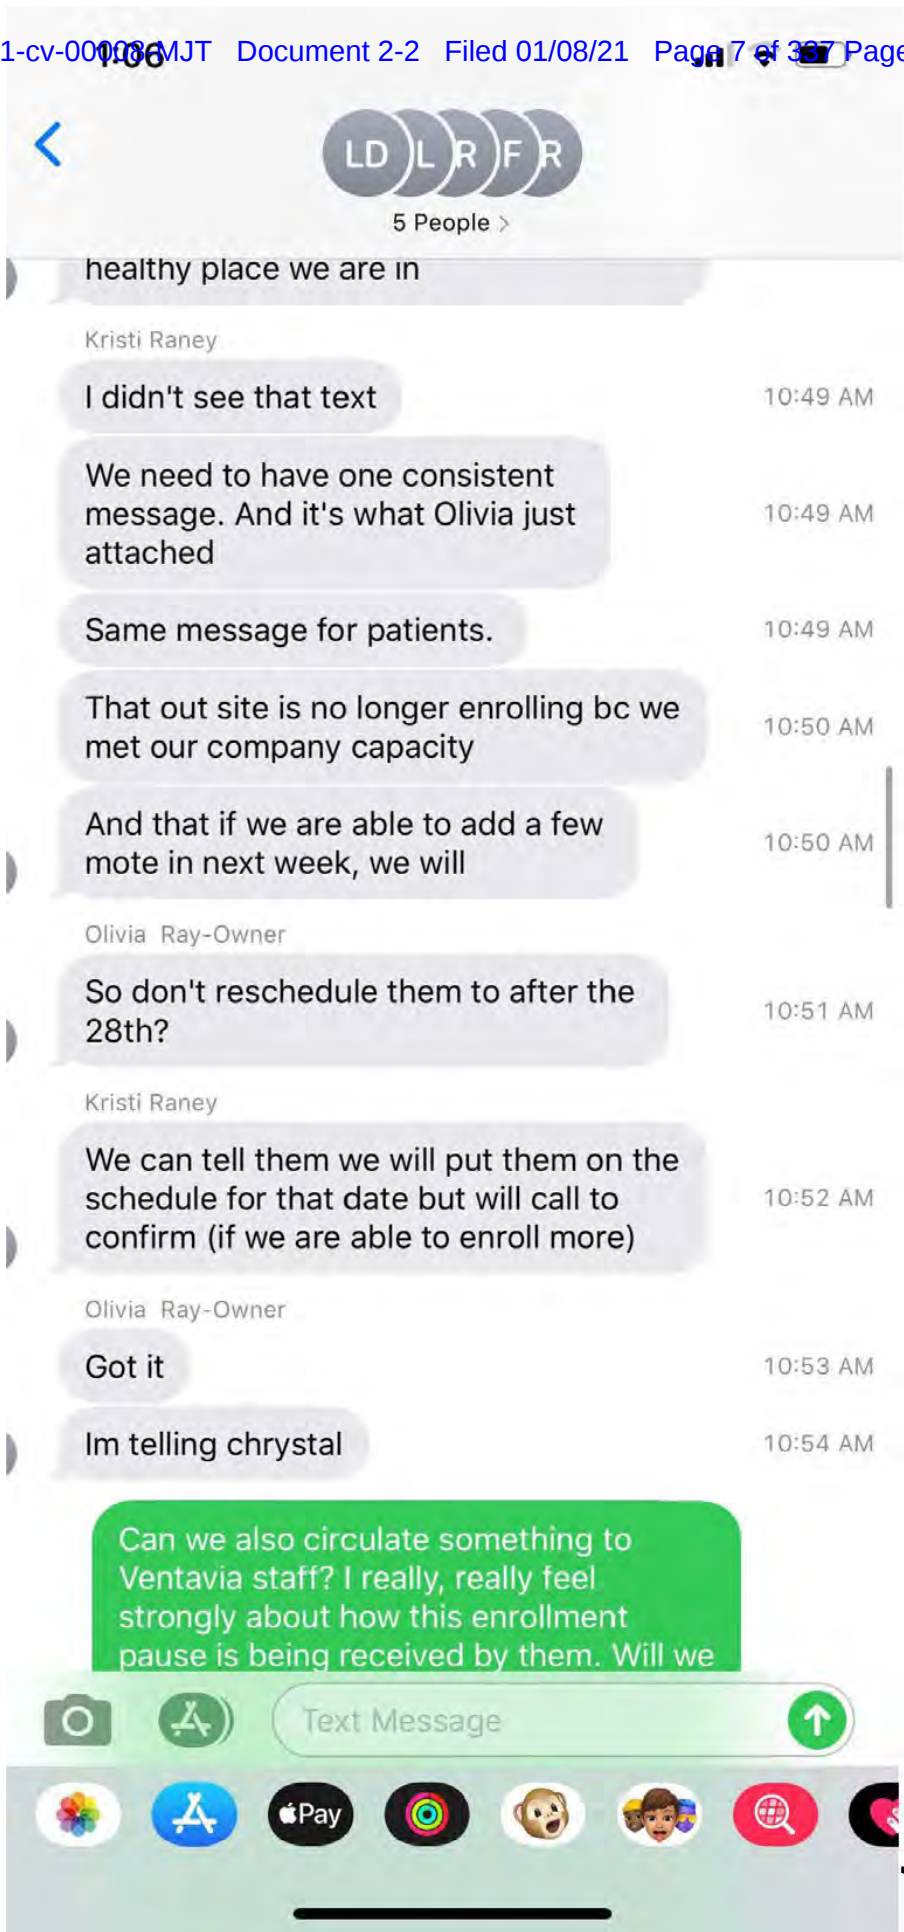 1-cv-00008-MJT Document 2-2 Filed 01/08/21 Page 7 of 337 Page
1:06
LD L R F R
5 People >
healthy place we are in
Kristi Raney
I didn't see that text
10:49 AM
We need to have one consistent
message. And it's what Olivia just
attached
10:49 AM
Same message for patients.
10:49 AM
That out site is no longer enrolling bc we
met our company capacity
10:50 AM
And that if we are able to add a few
mote in next week, we will
10:50 AM
Olivia Ray-Owner
So don't reschedule them to after the
28th?
10:51 AM
Kristi Raney
We can tell them we will put them on the
schedule for that date but will call to
confirm (if we are able to enroll more)
10:52 AM
Olivia Ray-Owner
Got it
10:53 AM
Im telling chrystal
10:54 AM
Can we also circulate something to
Ventavia staff? I really, really feel
strongly about how this enrollment
pause is being received by them. Will we
Text Message
Pay